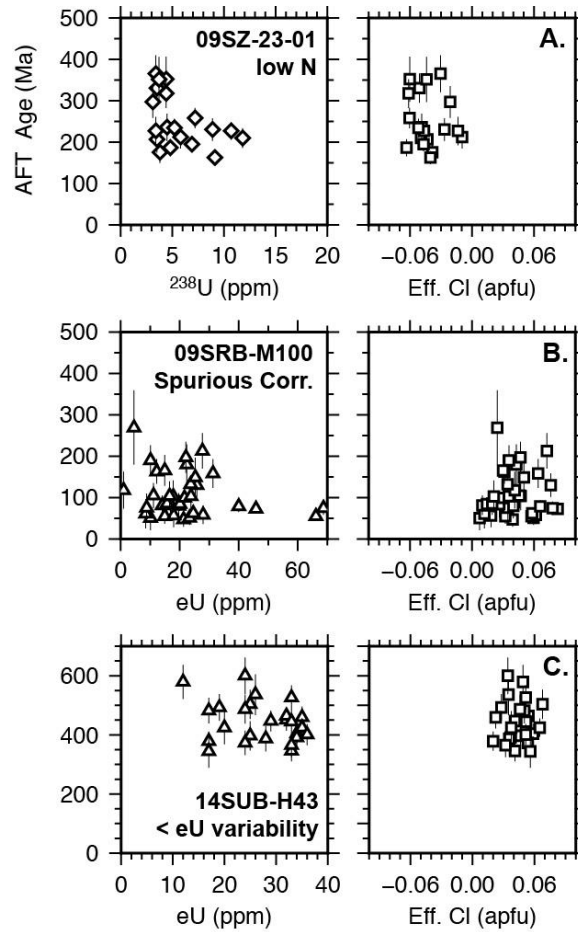 09SZ-23-01
low N
A.
500
400
300
200
100
0
AFT Age (Ma)
0 5 10 15 20
−0.06 0.00 0.06
²³⁸U (ppm)
Eff. Cl (apfu)
09SRB-M100
Spurious Corr.
B.
500
400
300
200
100
0
0 20 40 60
−0.06 0.00 0.06
eU (ppm)
Eff. Cl (apfu)
C.
600
400
200
0
14SUB-H43
< eU variability
0 10 20 30 40
−0.06 0.00 0.06
eU (ppm)
Eff. Cl (apfu)